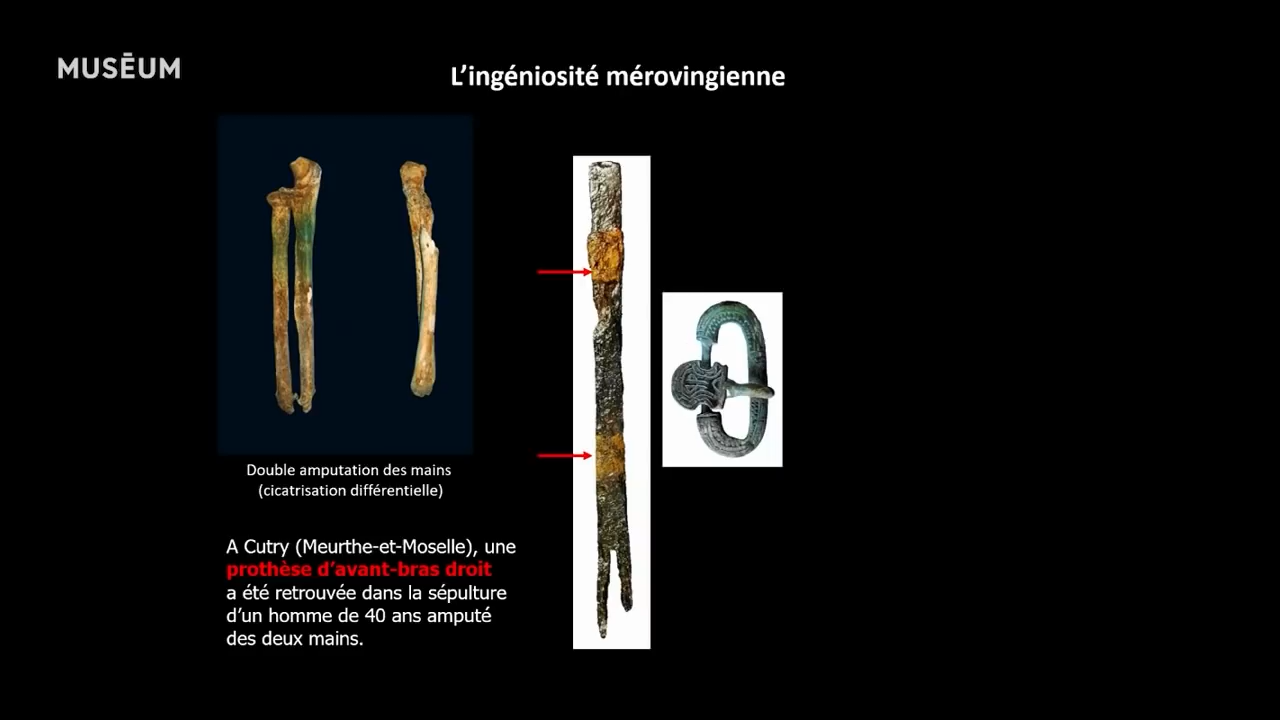 MUSĒUM
L'ingéniosité mérovingienne
Double amputation des mains
(cicatrisation différentielle)
A Cutry (Meurthe-et-Moselle), une
prothèse d'avant-bras droit
a été retrouvée dans la sépulture
d'un homme de 40 ans amputé
des deux mains.